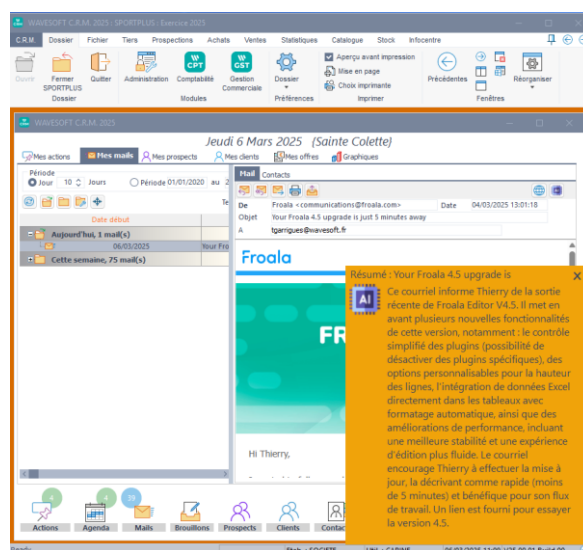 WAVESOFT C.R.M. 2025 - SPORTPLUS - Exercice 2025
C.R.M. Dossier Fichier Tiers Prospections Achats Ventes Statistiques Catalogue Stock Infocentre
Ouvrir Fermer SPORTPLUS Quitter Administration Comptabilité Gestion Commerciale Dossier Précédentes Réorganiser
CPT GST
Aperçu avant impression
Mise en page
Choix imprimante
Dossier Modules Préférences Imprimer Fenêtres
WAVESOFT C.R.M. 2025
Jeudi 6 Mars 2025 (Sainte Colette)
Mes actions Mes mails Mes prospects Mes clients Mes offres Graphiques
Période
Jour 10 Jours Période 01/01/2020 au 2
Te
Date début
Aujourd'hui, 1 mail(s)
06/03/2025 Your Fro
Cette semaine, 75 mail(s)
Mail Contacts
De Froala <communications@froala.com> Date 04/03/2025 13:01:18
Objet Your Froala 4.5 upgrade is just 5 minutes away
A tgarrigues@wavesoft.fr
Froala
FR
Hi Thierry,
Résumé : Your Froala 4.5 upgrade is X
AI
Ce courriel informe Thierry de la sortie
récente de Froala Editor V4.5. Il met en
avant plusieurs nouvelles fonctionnalités
de cette version, notamment : le contrôle
simplifié des plugins (possibilité de
désactiver des plugins spécifiques), des
options personnalisables pour la hauteur
des lignes, l'intégration de données Excel
directement dans les tableaux avec
formatage automatique, ainsi que des
améliorations de performance, incluant
une meilleure stabilité et une expérience
d'édition plus fluide. Le courriel
encourage Thierry à effectuer la mise à
jour, la décrivant comme rapide (moins
de 5 minutes) et bénéfique pour son flux
de travail. Un lien est fourni pour essayer
la version 4.5.
4 4 39
Actions Agenda Mails Brouillons Prospects Clients Contac